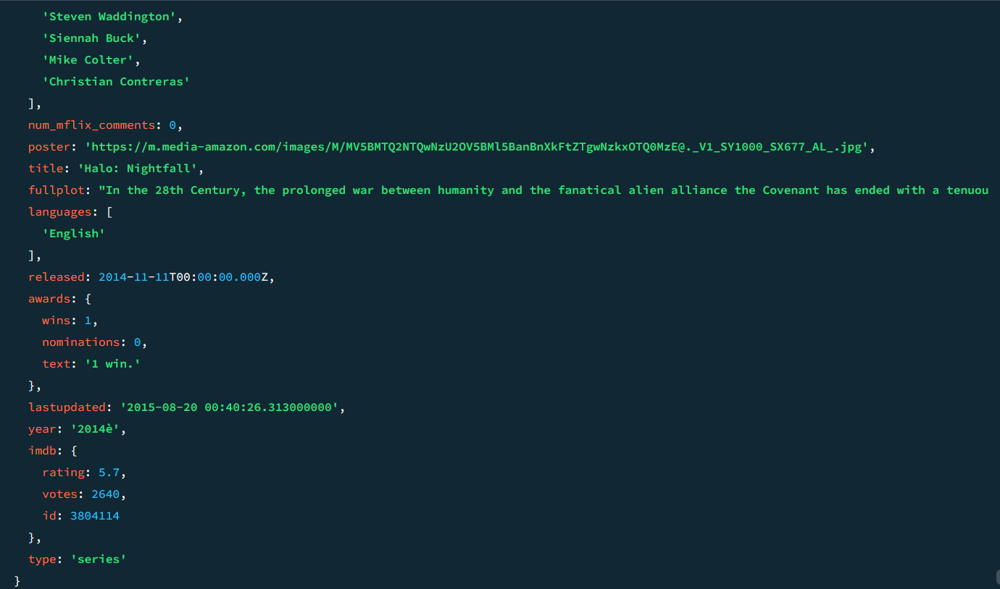 'Steven Waddington',
'Siennah Buck',
'Mike Colter',
'Christian Contreras'
],
num_mflix_comments: 0,
poster: 'https://m.media-amazon.com/images/M/MV5BMTQ2NTQwNzU2OV5BMl5BanBnXkFtZTgwNzkxOTQ0MzE@._V1_SY1000_SX677_AL_.jpg',
title: 'Halo: Nightfall',
fullplot: "In the 28th Century, the prolonged war between humanity and the fanatical alien alliance the Covenant has ended with a tenuou
languages: [
'English'
],
released: 2014-11-11T00:00:00.000Z,
awards: {
wins: 1,
nominations: 0,
text: '1 win.'
},
lastupdated: '2015-08-20 00:40:26.313000000',
year: '2014è',
imdb: {
rating: 5.7,
votes: 2640,
id: 3804114
},
type: 'series'
}